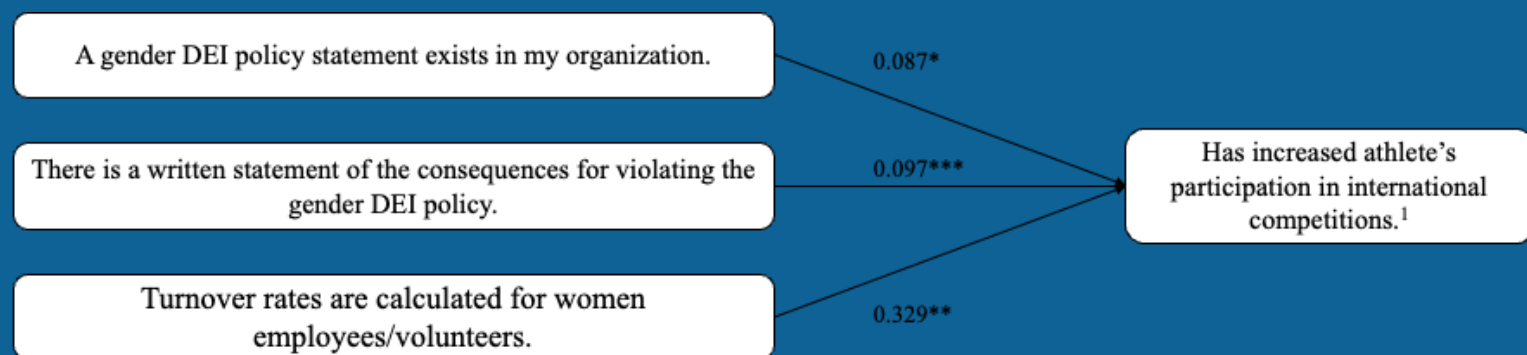 A gender DEI policy statement exists in my organization.
0.087*
There is a written statement of the consequences for violating the
gender DEI policy.
0.097***
Has increased athlete’s
participation in international
competitions.¹
Turnover rates are calculated for women
employees/volunteers.
0.329**